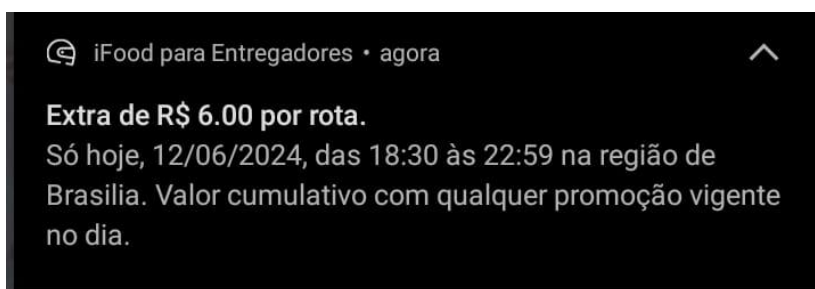 iFood para Entregadores • agora
Extra de R$ 6.00 por rota.
Só hoje, 12/06/2024, das 18:30 às 22:59 na região de
Brasilia. Valor cumulativo com qualquer promoção vigente
no dia.